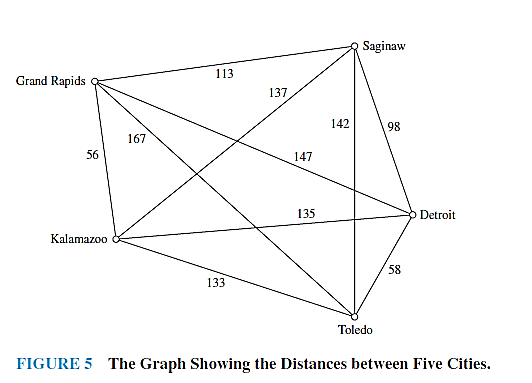 Saginaw
Grand Rapids
113
137
142
98
167
56
147
135
Detroit
Kalamazoo
58
133
Toledo
FIGURE 5 The Graph Showing the Distances between Five Cities.